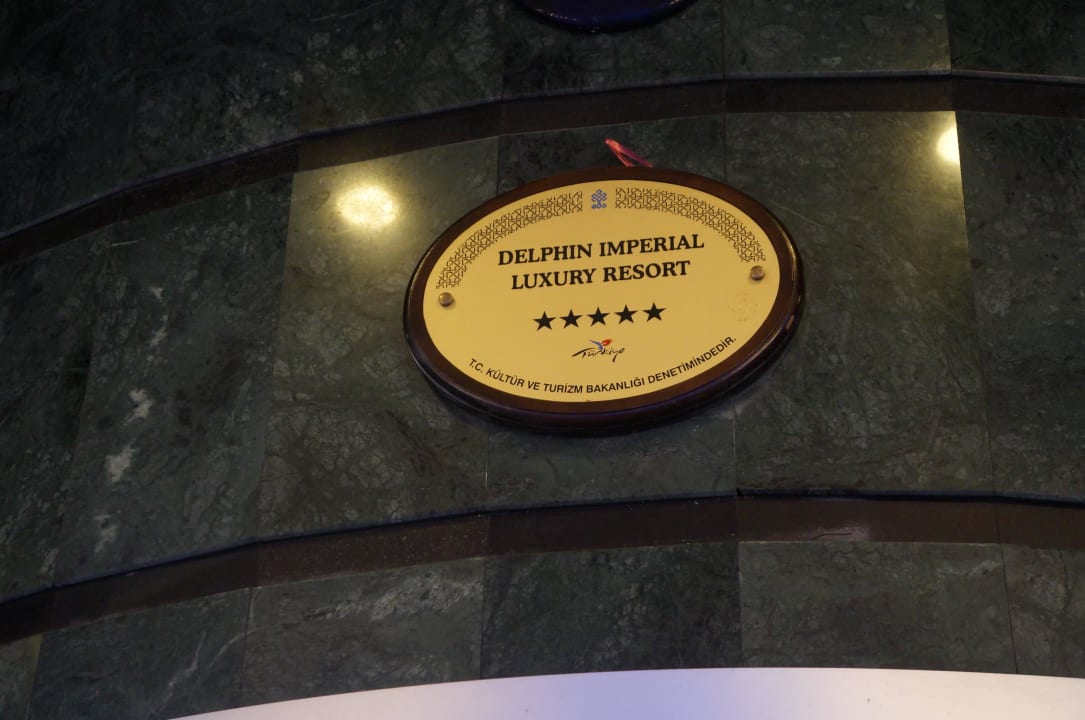 DELPHIN IMPERIAL
LUXURY RESORT
★★★★★
Türkiye
T.C. KÜLTÜR VE TURİZM BAKANLIĞI DENETİMİNDEDİR.